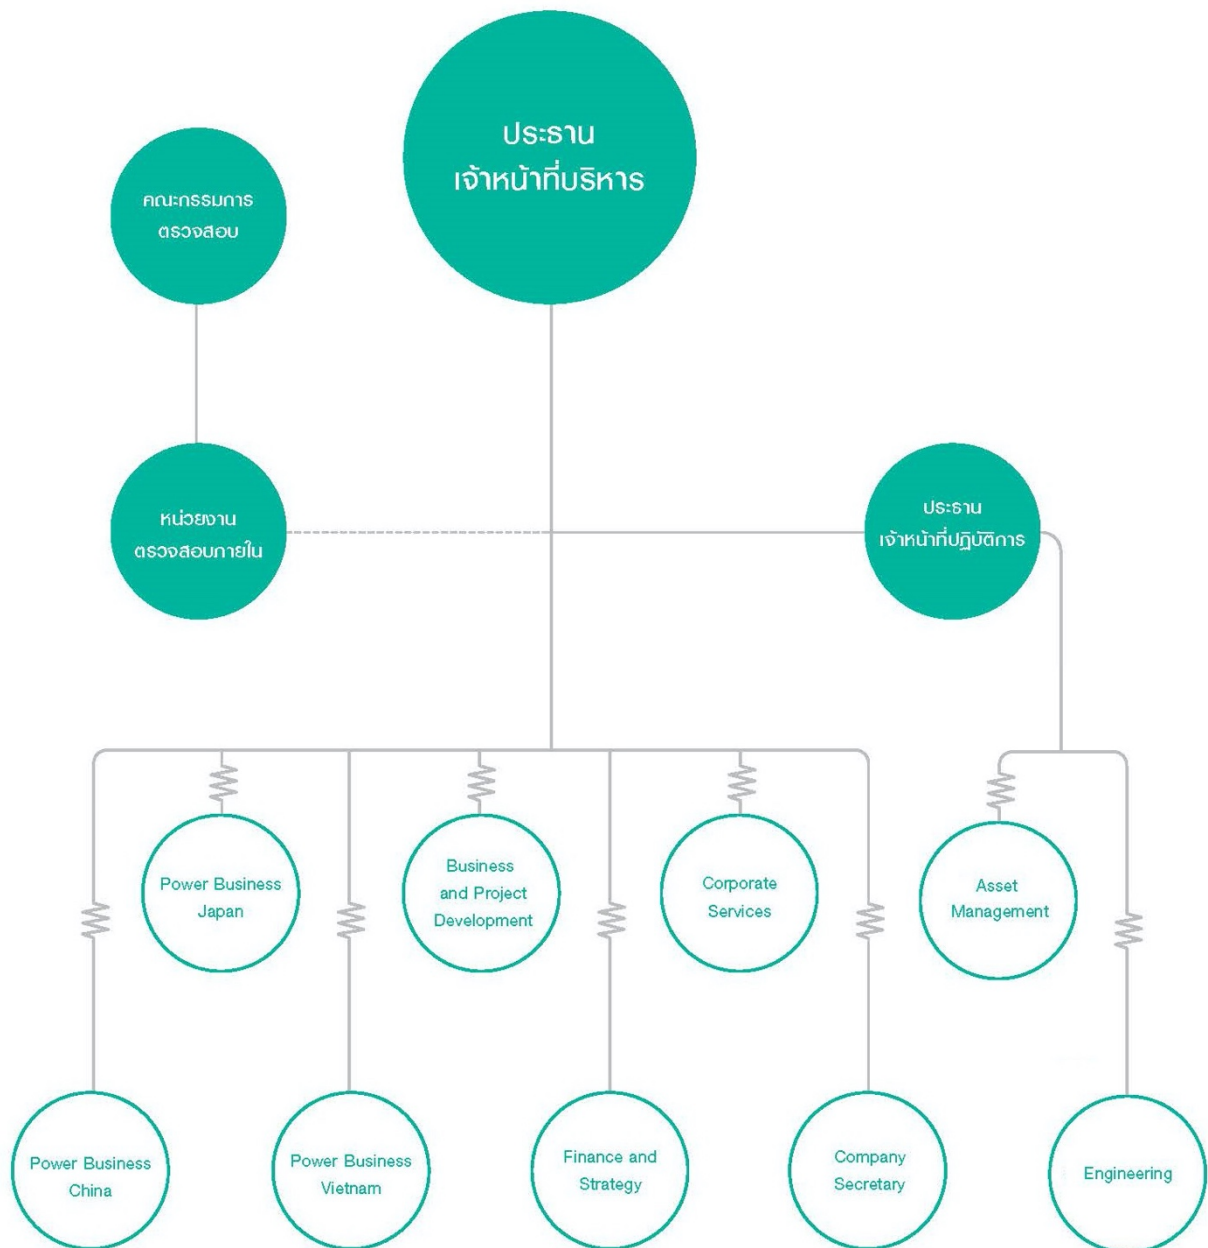 ประธาน
เจ้าหน้าที่บริหาร
คณะกรรมการ
ตรวจสอบ
หน่วยงาน
ตรวจสอบภายใน
ประธาน
เจ้าหน้าที่ปฏิบัติการ
Power Business
Japan
Business
and Project
Development
Corporate
Services
Asset
Management
Power Business
China
Power Business
Vietnam
Finance and
Strategy
Company
Secretary
Engineering